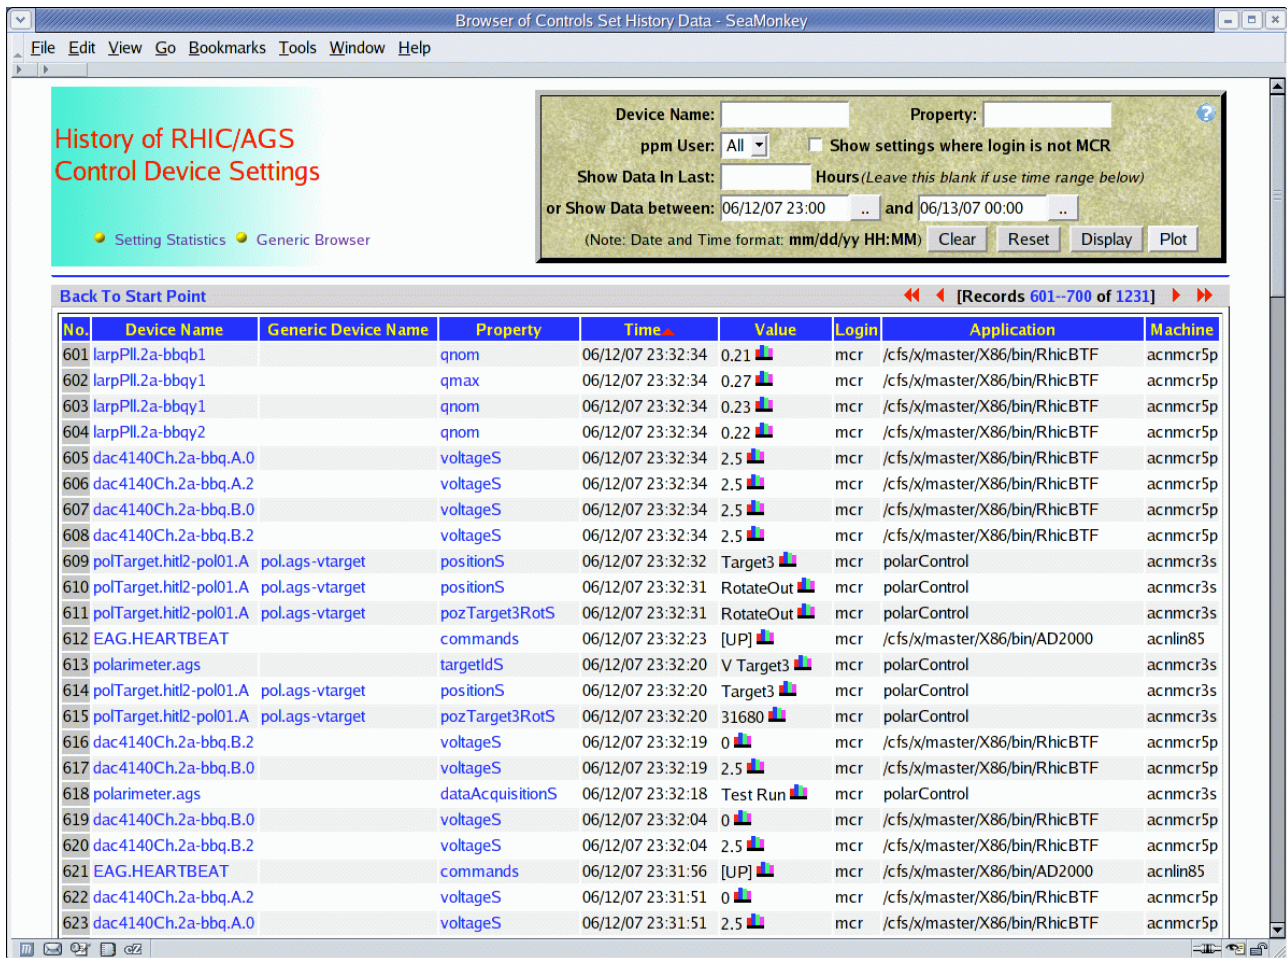 Browser of Controls Set History Data - SeaMonkey
File Edit View Go Bookmarks Tools Window Help
History of RHIC/AGS
Control Device Settings
Setting Statistics Generic Browser
Device Name: Property:
ppm User: All Show settings where login is not MCR
Show Data In Last: Hours(Leave this blank if use time range below)
or Show Data between: 06/12/07 23:00 .. and 06/13/07 00:00 ..
(Note: Date and Time format: mm/dd/yy HH:MM) Clear Reset Display Plot
Back To Start Point [Records 601--700 of 1231]
No. Device Name Generic Device Name Property Time Value Login Application Machine
601 larpPll.2a-bbqb1 qnom 06/12/07 23:32:34 0.21 mcr /cfs/x/master/X86/bin/RhicBTF acnmcr5p
602 larpPll.2a-bbqy1 qmax 06/12/07 23:32:34 0.27 mcr /cfs/x/master/X86/bin/RhicBTF acnmcr5p
603 larpPll.2a-bbqy1 qnom 06/12/07 23:32:34 0.23 mcr /cfs/x/master/X86/bin/RhicBTF acnmcr5p
604 larpPll.2a-bbqy2 qnom 06/12/07 23:32:34 0.22 mcr /cfs/x/master/X86/bin/RhicBTF acnmcr5p
605 dac4140Ch.2a-bbq.A.0 voltageS 06/12/07 23:32:34 2.5 mcr /cfs/x/master/X86/bin/RhicBTF acnmcr5p
606 dac4140Ch.2a-bbq.A.2 voltageS 06/12/07 23:32:34 2.5 mcr /cfs/x/master/X86/bin/RhicBTF acnmcr5p
607 dac4140Ch.2a-bbq.B.0 voltageS 06/12/07 23:32:34 2.5 mcr /cfs/x/master/X86/bin/RhicBTF acnmcr5p
608 dac4140Ch.2a-bbq.B.2 voltageS 06/12/07 23:32:34 2.5 mcr /cfs/x/master/X86/bin/RhicBTF acnmcr5p
609 polTarget.hitl2-pol01.A pol.ags-vtarget positionS 06/12/07 23:32:32 Target3 mcr polarControl acnmcr3s
610 polTarget.hitl2-pol01.A pol.ags-vtarget positionS 06/12/07 23:32:31 RotateOut mcr polarControl acnmcr3s
611 polTarget.hitl2-pol01.A pol.ags-vtarget pozTarget3RotS 06/12/07 23:32:31 RotateOut mcr polarControl acnmcr3s
612 EAG.HEARTBEAT commands 06/12/07 23:32:23 [UP] mcr /cfs/x/master/X86/bin/AD2000 acnlin85
613 polarimeter.ags targetIdS 06/12/07 23:32:20 V Target3 mcr polarControl acnmcr3s
614 polTarget.hitl2-pol01.A pol.ags-vtarget positionS 06/12/07 23:32:20 Target3 mcr polarControl acnmcr3s
615 polTarget.hitl2-pol01.A pol.ags-vtarget pozTarget3RotS 06/12/07 23:32:20 31680 mcr polarControl acnmcr3s
616 dac4140Ch.2a-bbq.B.2 voltageS 06/12/07 23:32:19 0 mcr /cfs/x/master/X86/bin/RhicBTF acnmcr5p
617 dac4140Ch.2a-bbq.B.0 voltageS 06/12/07 23:32:19 2.5 mcr /cfs/x/master/X86/bin/RhicBTF acnmcr5p
618 polarimeter.ags dataAcquisitionS 06/12/07 23:32:18 Test Run mcr polarControl acnmcr3s
619 dac4140Ch.2a-bbq.B.0 voltageS 06/12/07 23:32:04 0 mcr /cfs/x/master/X86/bin/RhicBTF acnmcr5p
620 dac4140Ch.2a-bbq.B.2 voltageS 06/12/07 23:32:04 2.5 mcr /cfs/x/master/X86/bin/RhicBTF acnmcr5p
621 EAG.HEARTBEAT commands 06/12/07 23:31:56 [UP] mcr /cfs/x/master/X86/bin/AD2000 acnlin85
622 dac4140Ch.2a-bbq.A.2 voltageS 06/12/07 23:31:51 0 mcr /cfs/x/master/X86/bin/RhicBTF acnmcr5p
623 dac4140Ch.2a-bbq.A.0 voltageS 06/12/07 23:31:51 2.5 mcr /cfs/x/master/X86/bin/RhicBTF acnmcr5p